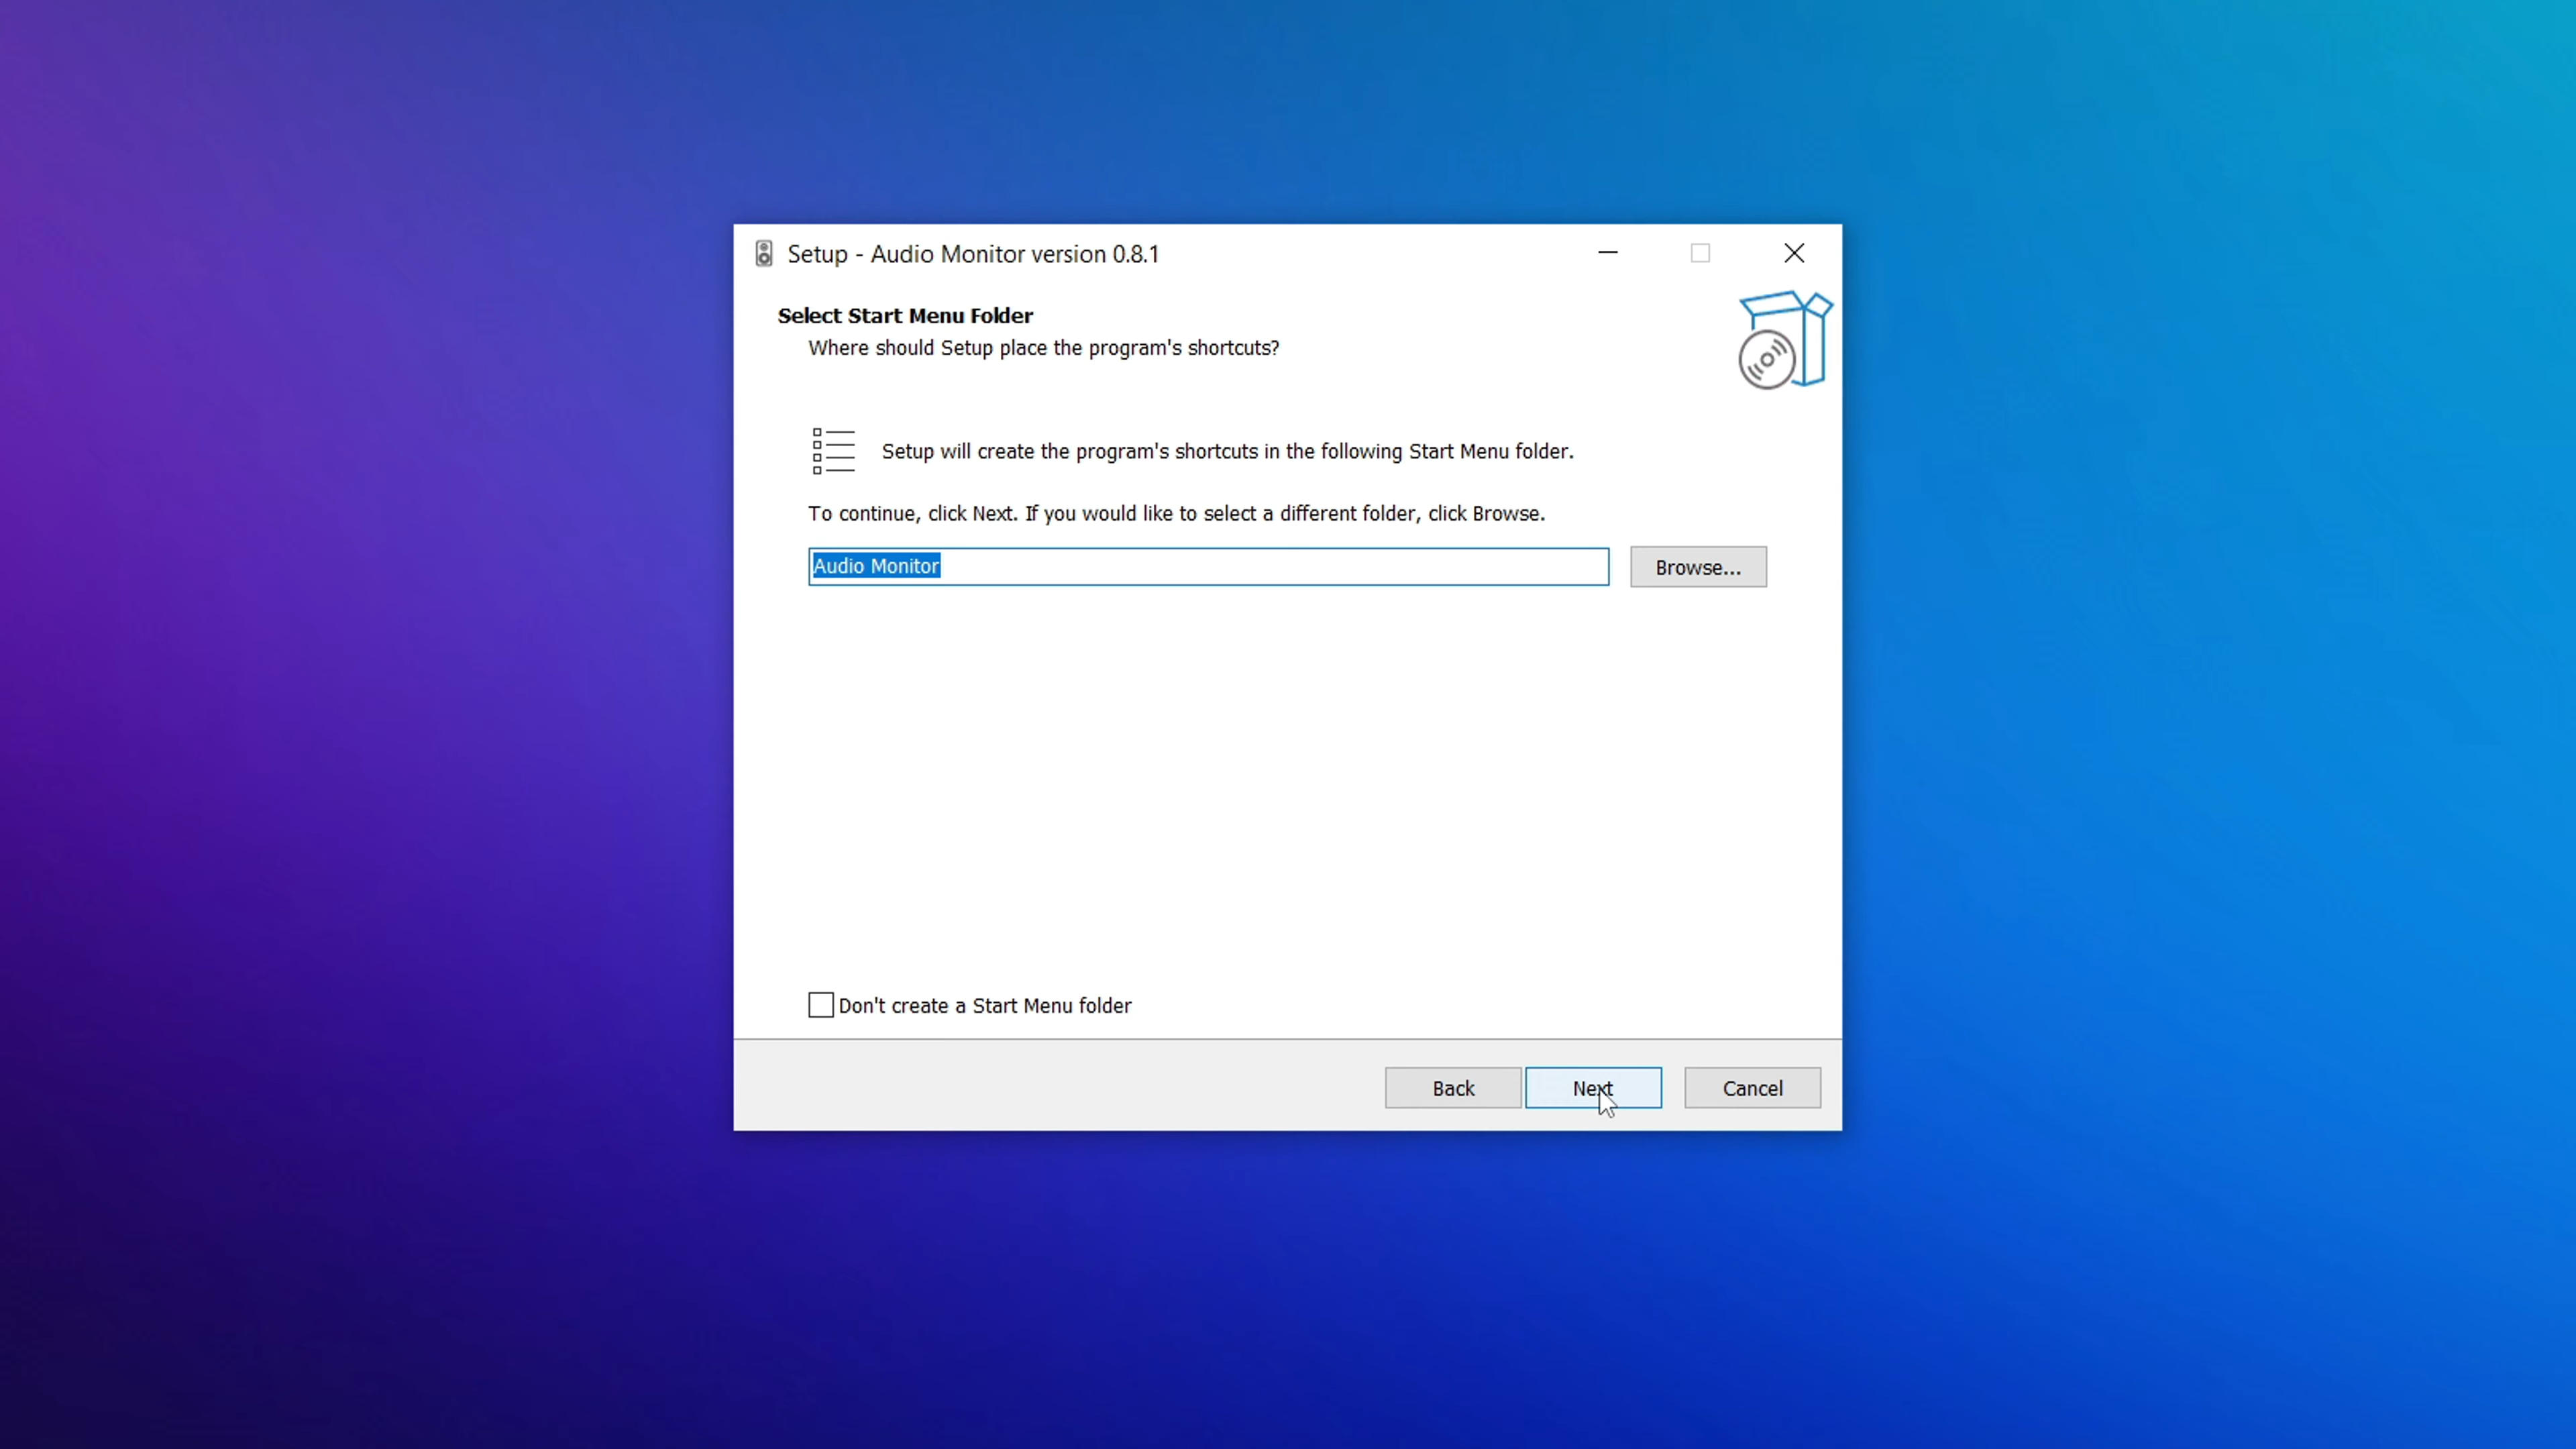 Setup - Audio Monitor version 0.8.1
Select Start Menu Folder
Where should Setup place the program's shortcuts?
Setup will create the program's shortcuts in the following Start Menu folder.
To continue, click Next. If you would like to select a different folder, click Browse.
Audio Monitor
Browse...
Don't create a Start Menu folder
Back
Next
Cancel